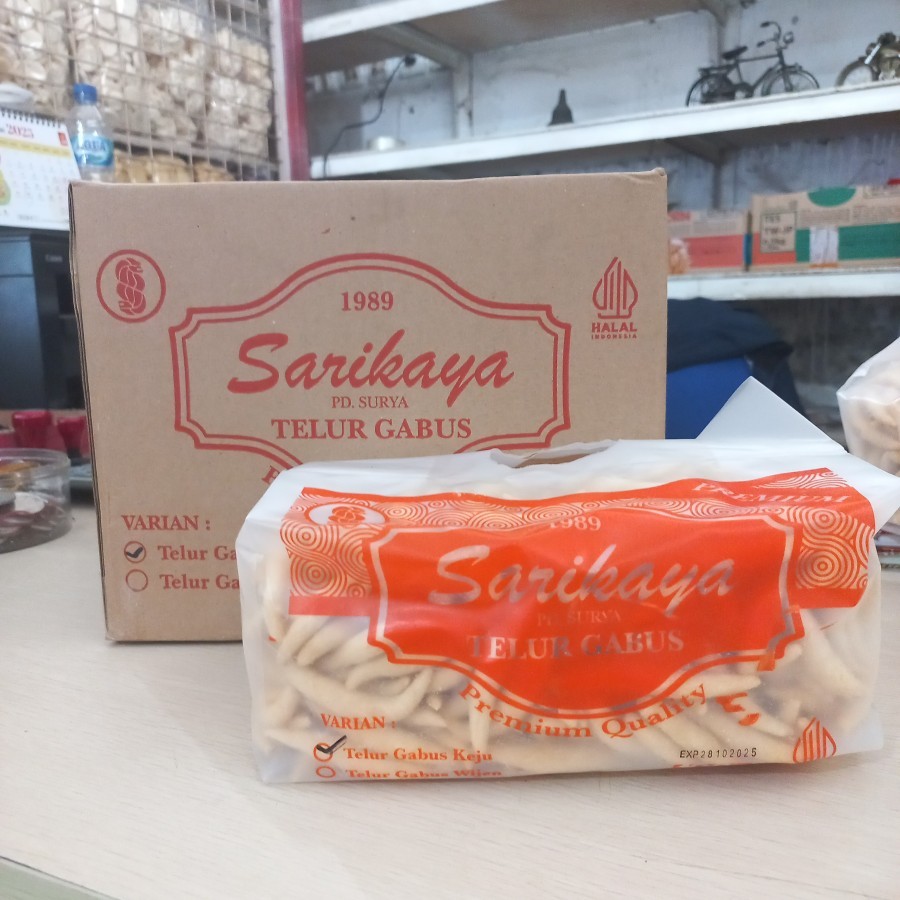 2025
1989
Sarikaya
PD. SURYA
TELUR GABUS
HALAL
INDONESIA
VARIAN :
Telur Ga
Telur Ga
PREMIUM
1989
Sarikaya
PD. SURYA
TELUR GABUS
Premium Quality
VARIAN :
Telur Gabus Keju
Telur Gabus Wijen
EXP28102025